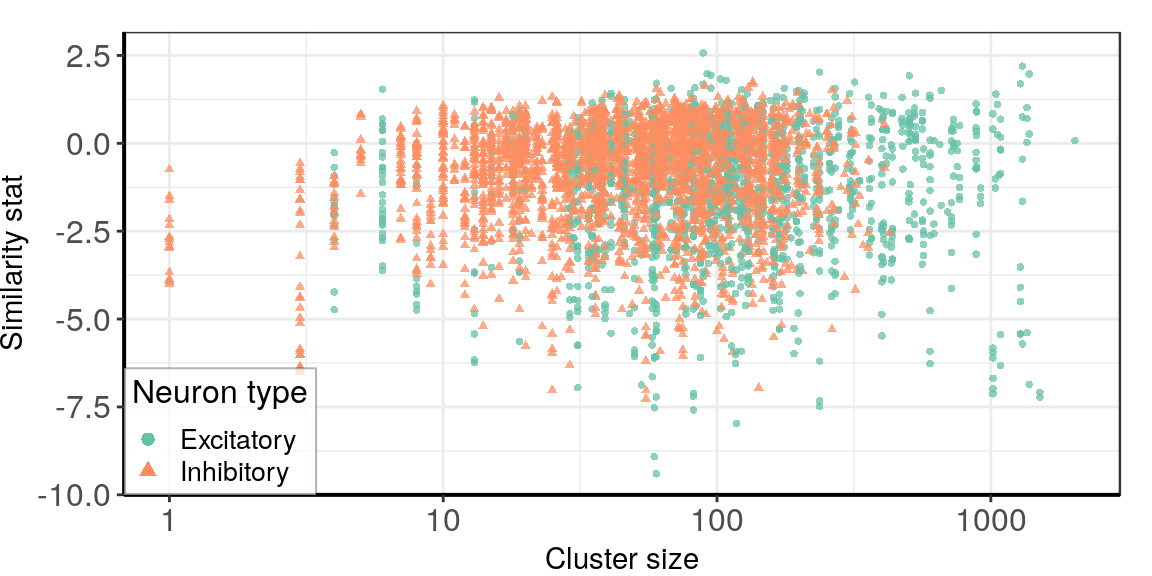 2.5
0.0
-2.5
-5.0
-7.5
-10.0
Similarity stat
Neuron type
Excitatory
Inhibitory
1 10 100 1000
Cluster size